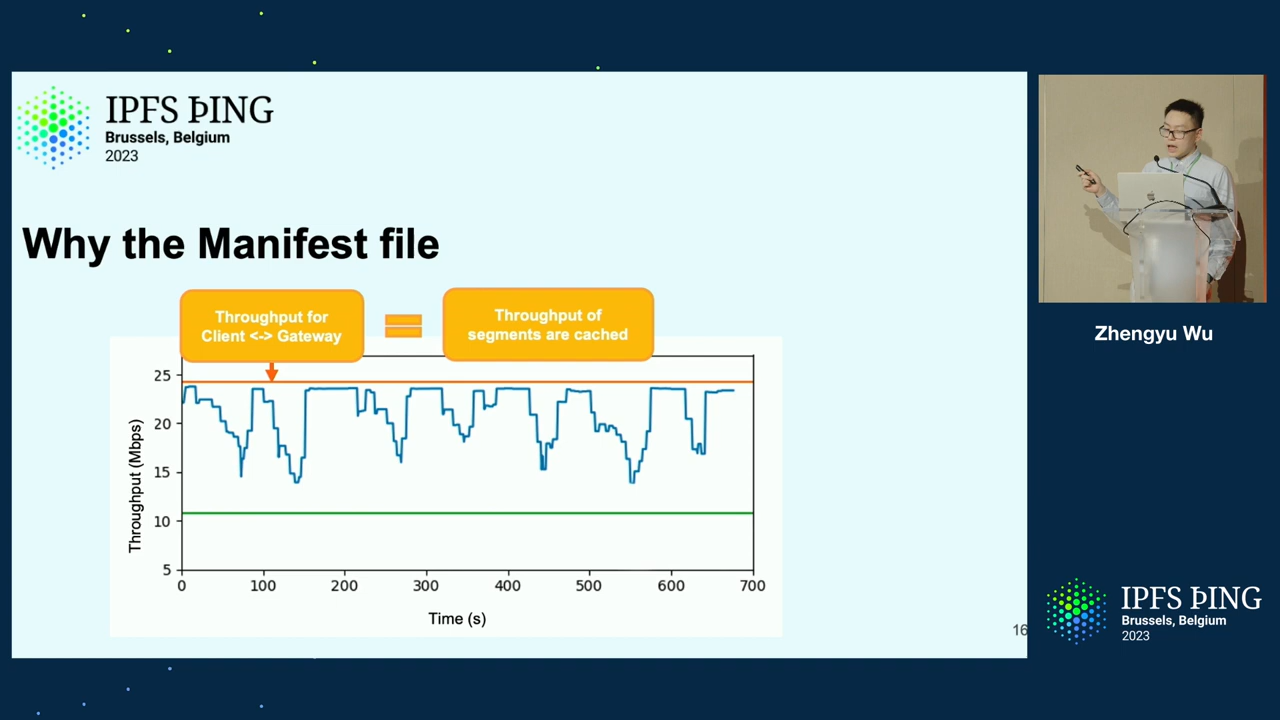 IPFS ÞING
Brussels, Belgium
2023
Why the Manifest file
Throughput for
Client <-> Gateway
Throughput of
segments are cached
25
20
15
10
5
Throughput (Mbps)
0
100
200
300
400
500
600
700
Time (s)
16
Zhengyu Wu
IPFS ÞING
Brussels, Belgium
2023